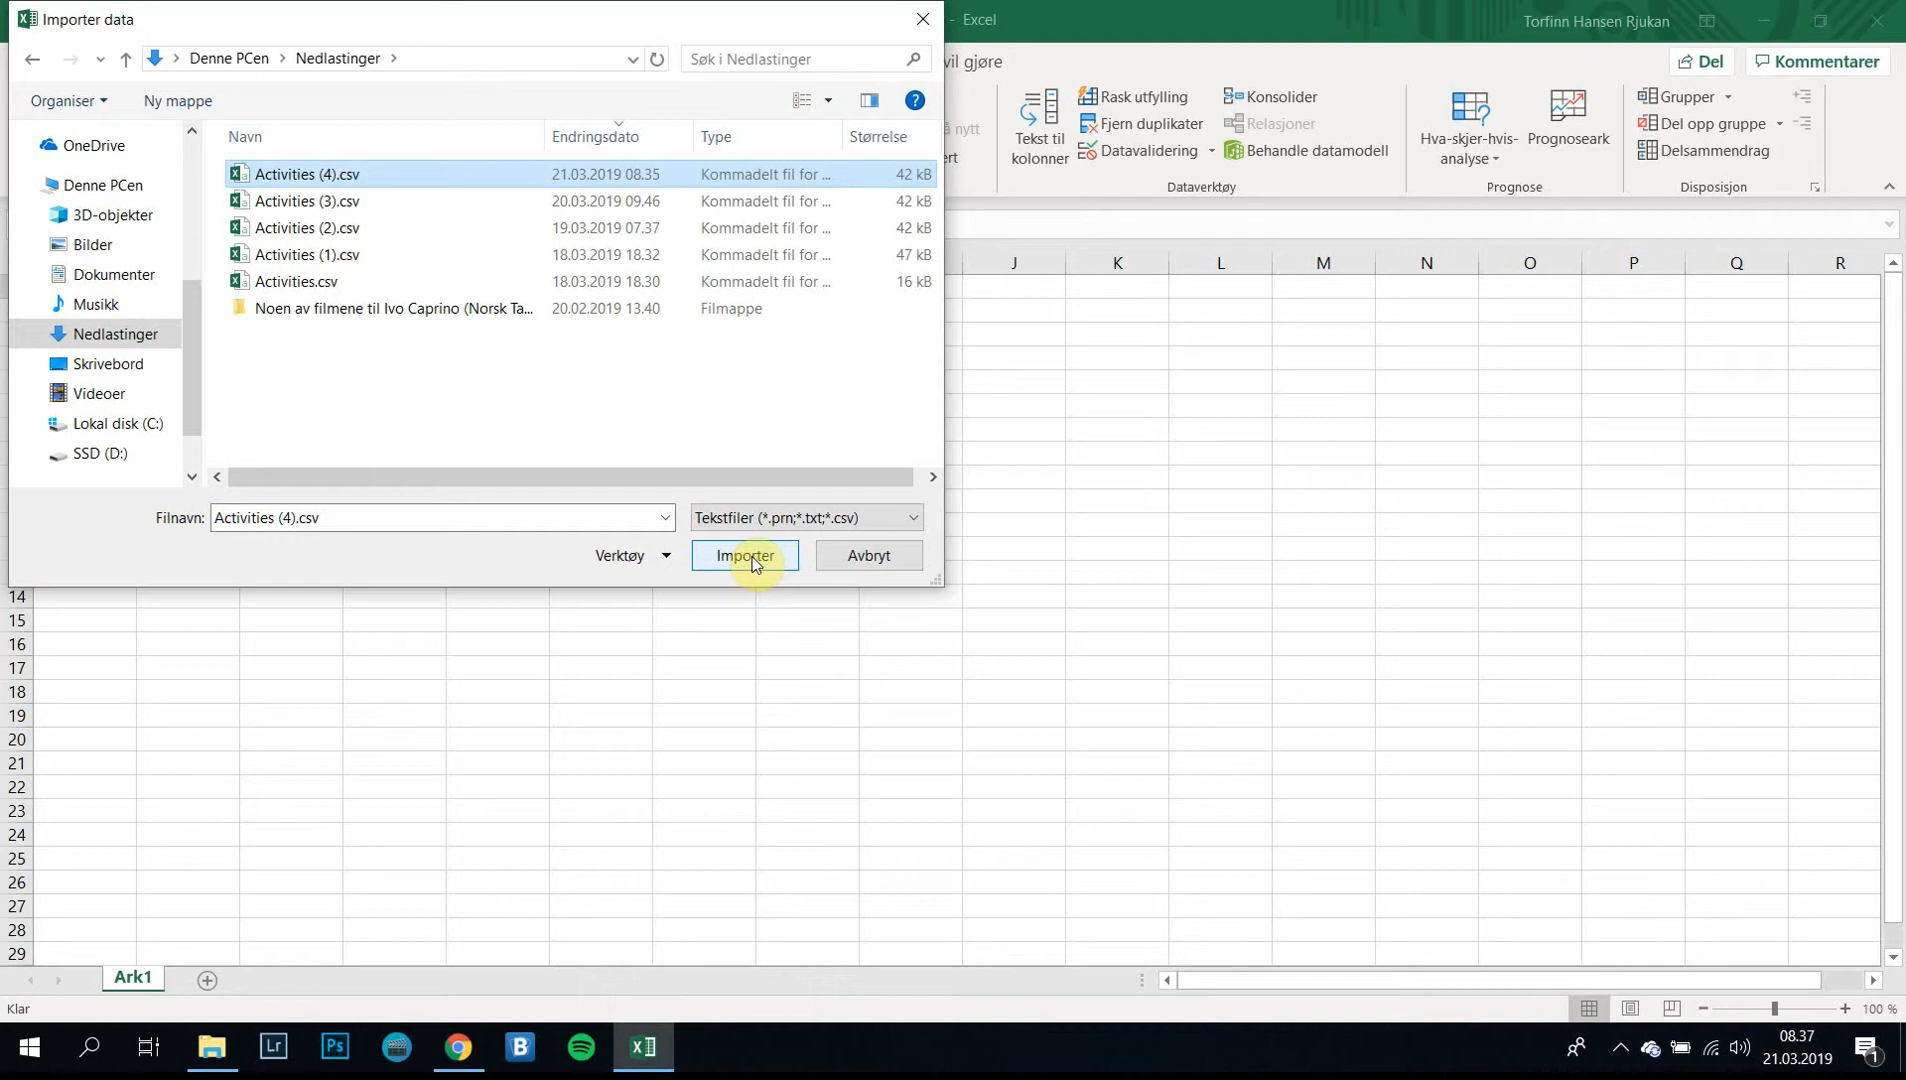 Importer data
- Excel
Torfinn Hansen Rjukan
Denne PCen
Nedlastinger
Søk i Nedlastinger
vil gjøre
Del
Kommentarer
Organiser
Ny mappe
Rask utfylling
Konsolider
Grupper
Fjern duplikater
Relasjoner
Del opp gruppe
Tekst til
kolonner
Datavalidering
Behandle datamodell
Hva-skjer-hvis-
analyse
Prognoseark
Delsammendrag
Dataverktøy
Prognose
Disposisjon
Navn
Endringsdato
Type
Størrelse
Activities (4).csv
21.03.2019 08.35
Kommadelt fil for ...
42 kB
Activities (3).csv
20.03.2019 09.46
Kommadelt fil for ...
42 kB
Activities (2).csv
19.03.2019 07.37
Kommadelt fil for ...
42 kB
Activities (1).csv
18.03.2019 18.32
Kommadelt fil for ...
47 kB
Activities.csv
18.03.2019 18.30
Kommadelt fil for ...
16 kB
Noen av filmene til Ivo Caprino (Norsk Ta...
20.02.2019 13.40
Filmappe
OneDrive
Denne PCen
3D-objekter
Bilder
Dokumenter
Musikk
Nedlastinger
Skrivebord
Videoer
Lokal disk (C:)
SSD (D:)
Filnavn:
Activities (4).csv
Tekstfiler (*.prn;*.txt;*.csv)
Verktøy
Importer
Avbryt
J K L M N O P Q R
14
15
16
17
18
19
20
21
22
23
24
25
26
27
28
29
Ark1
Klar
100 %
Lr
Ps
B
08.37
21.03.2019
1